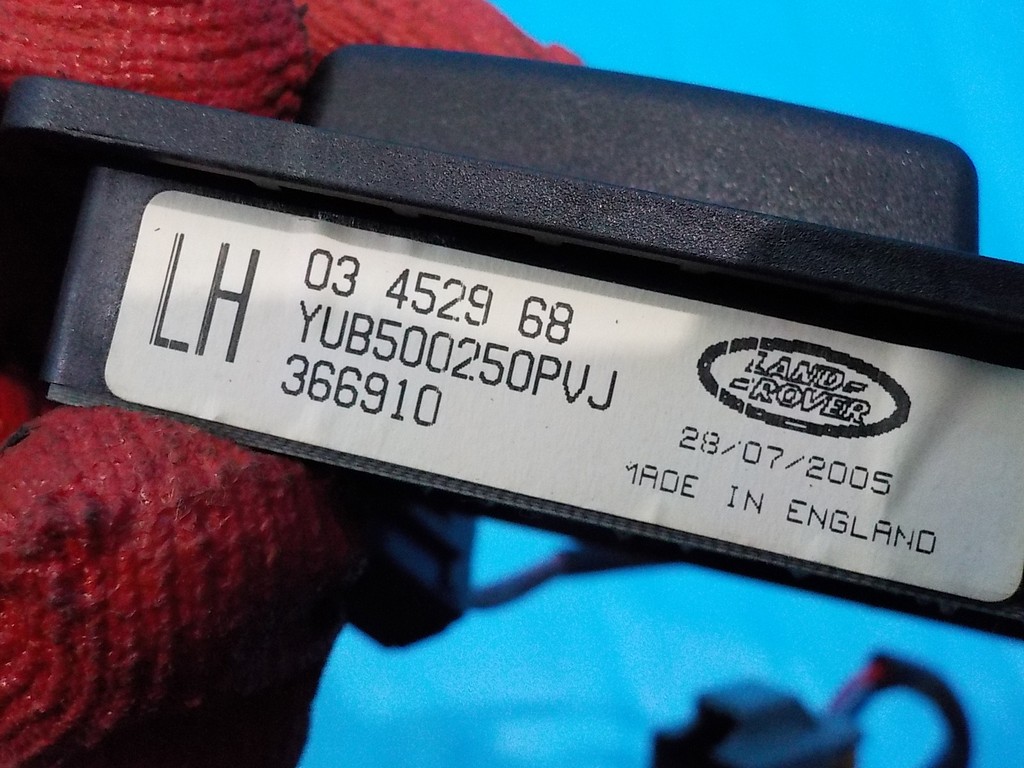 LH
03 4529 68
YUB500250PVJ
366910
LAND-
-ROVER
28/07/2005
MADE IN ENGLAND